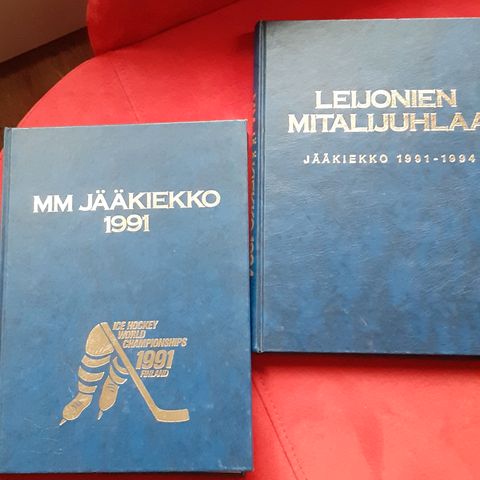 MM JÄÄKIEKKO
1991
ICE HOCKEY
WORLD
CHAMPIONSHIPS
1991
FINLAND
LEIJONIEN
MITALIJUHLAA
JÄÄKIEKKO 1991-1994